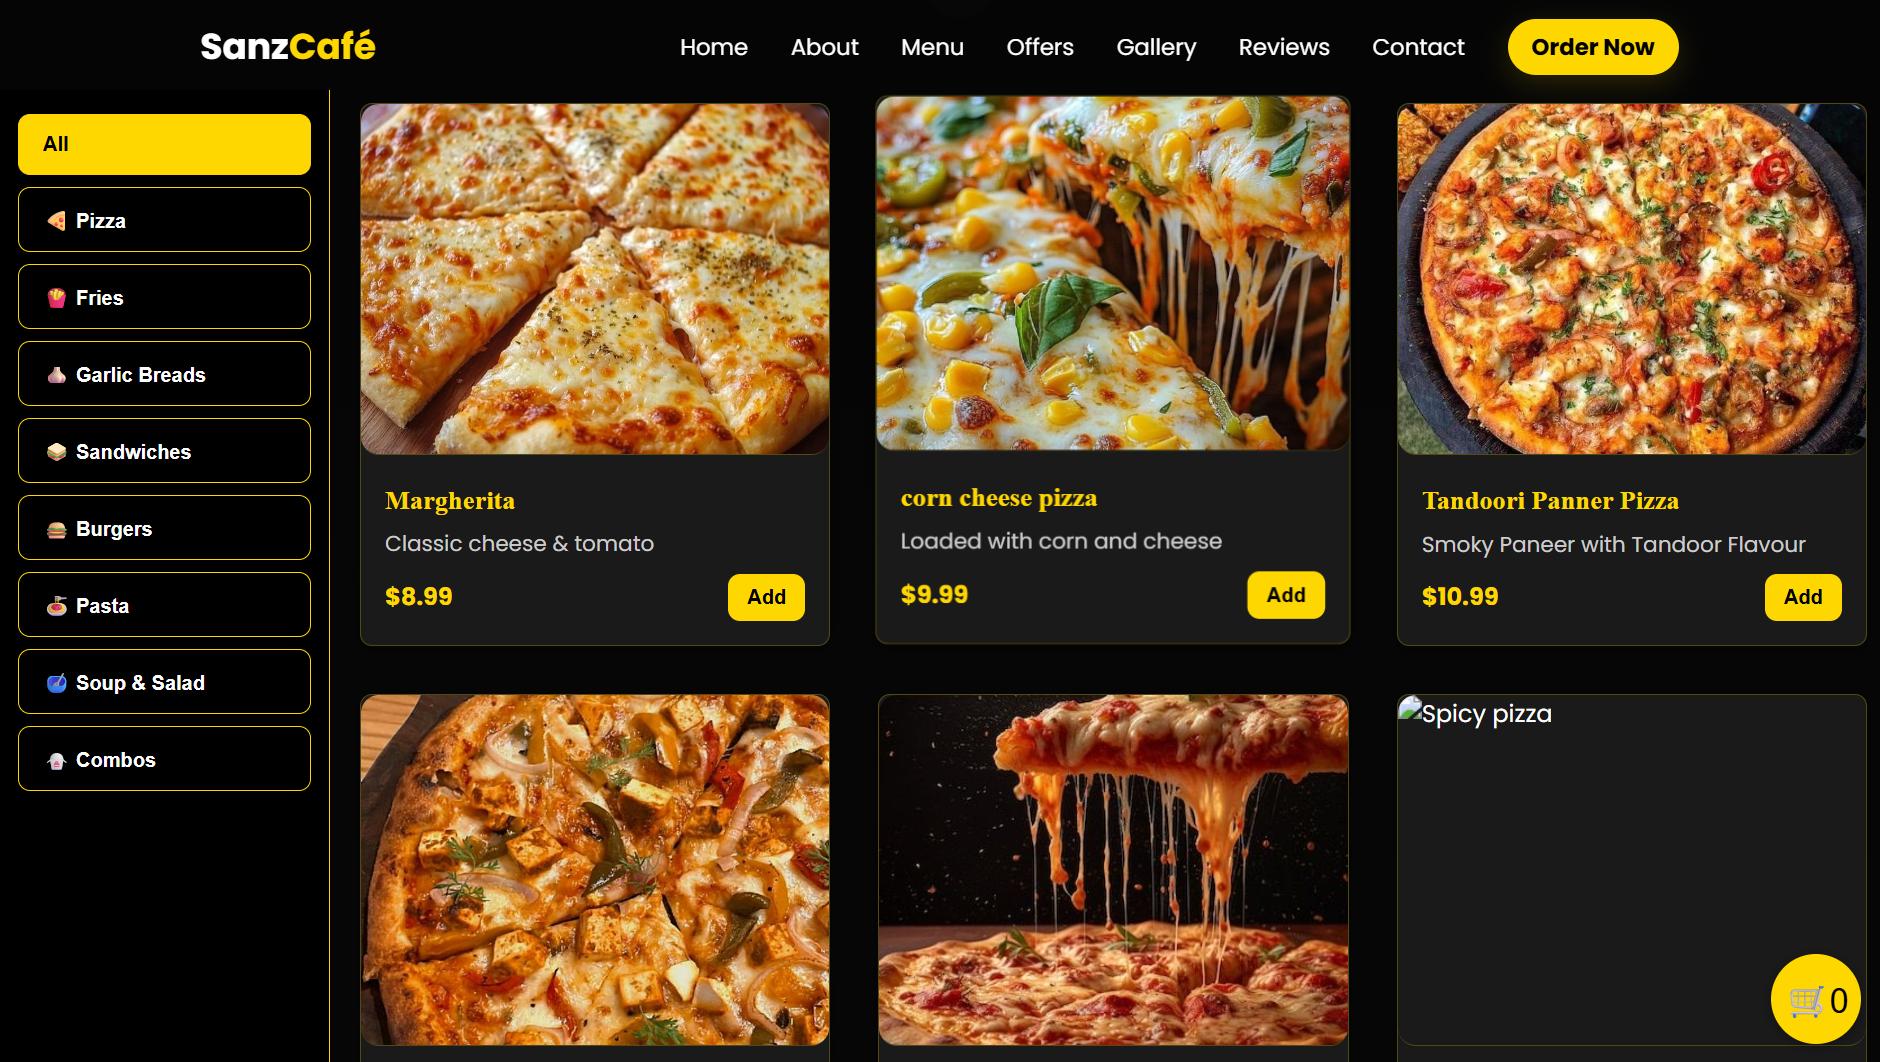 SanzCafé
Home About Menu Offers Gallery Reviews Contact Order Now
All
Pizza
Fries
Garlic Breads
Sandwiches
Burgers
Pasta
Soup & Salad
Combos
Margherita
Classic cheese & tomato
$8.99 Add
corn cheese pizza
Loaded with corn and cheese
$9.99 Add
Tandoori Panner Pizza
Smoky Paneer with Tandoor Flavour
$10.99 Add
Spicy pizza
0